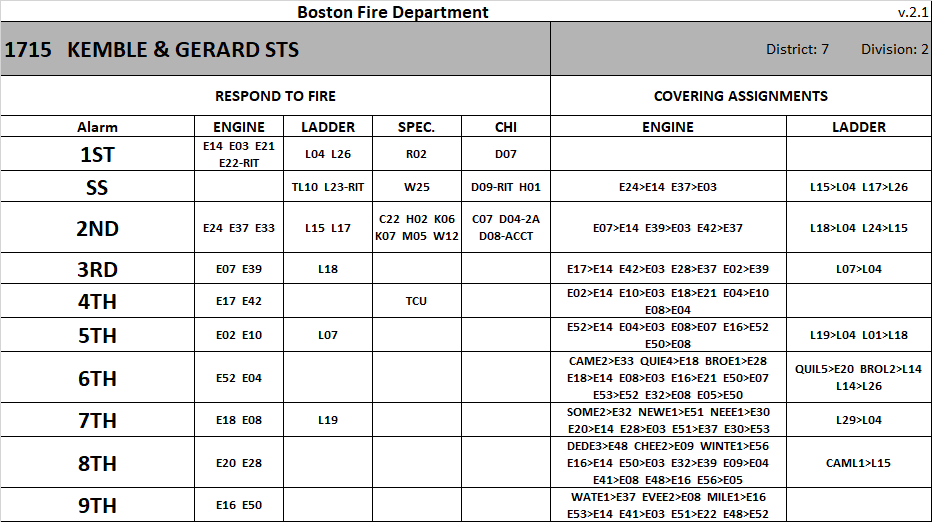 Boston Fire Department v.2.1
1715 KEMBLE & GERARD STS District: 7 Division: 2
RESPOND TO FIRE COVERING ASSIGNMENTS
Alarm ENGINE LADDER SPEC. CHI ENGINE LADDER
1ST E14 E03 E21 L04 L26 R02 D07
E22-RIT
SS TL10 L23-RIT W25 D09-RIT H01 E24>E14 E37>E03 L15>L04 L17>L26
2ND E24 E37 E33 L15 L17 C22 H02 K06 C07 D04-2A E07>E14 E39>E03 E42>E37 L18>L04 L24>L15
K07 M05 W12 D08-ACCT
3RD E07 E39 L18 E17>E14 E42>E03 E28>E37 E02>E39 L07>L04
4TH E17 E42 TCU E02>E14 E10>E03 E18>E21 E04>E10
E08>E04
5TH E02 E10 L07 E52>E14 E04>E03 E08>E07 E16>E52 L19>L04 L01>L18
E50>E08
6TH E52 E04 CAME2>E33 QUIE4>E18 BROE1>E28 QUIL5>E20 BROL2>L14
E18>E14 E08>E03 E16>E21 E50>E07 L14>L26
E53>E52 E32>E08 E05>E50
7TH E18 E08 L19 SOME2>E32 NEWE1>E51 NEEE1>E30 L29>L04
E20>E14 E28>E03 E51>E37 E30>E53
8TH E20 E28 DEDE3>E48 CHEE2>E09 WINTE1>E56 CAML1>L15
E16>E14 E50>E03 E32>E39 E09>E04
E41>E08 E48>E16 E56>E05
9TH E16 E50 WATE1>E37 EVEE2>E08 MILE1>E16
E53>E14 E41>E03 E51>E22 E48>E52